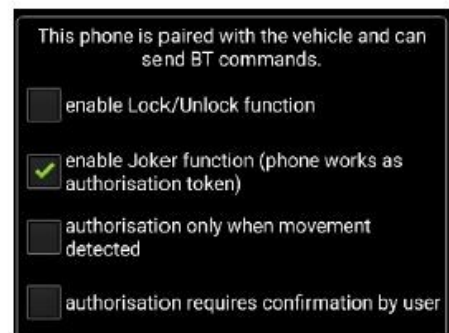 This phone is paired with the vehicle and can
send BT commands.
enable Lock/Unlock function
enable Joker function (phone works as
authorisation token)
authorisation only when movement
detected
authorisation requires confirmation by user